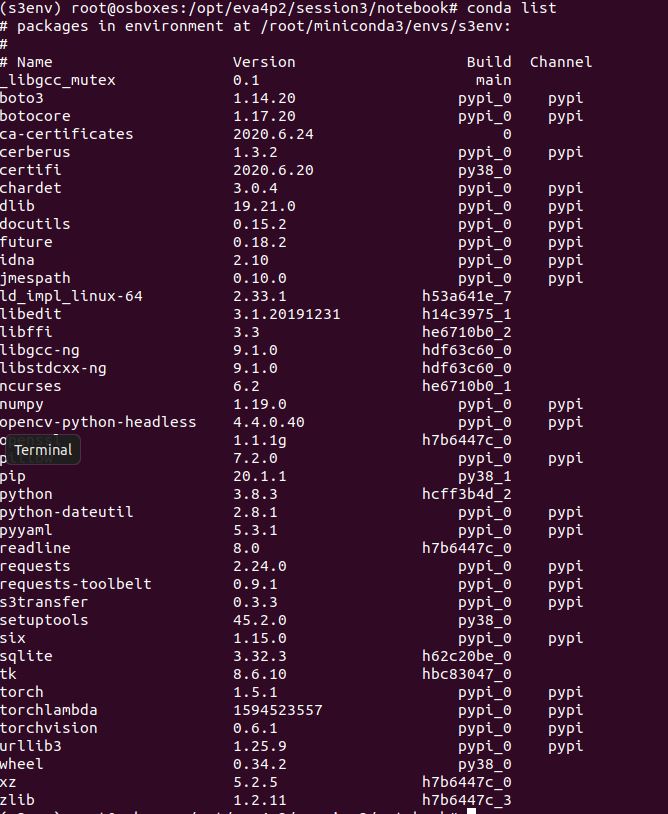 (s3env) root@osboxes:/opt/eva4p2/session3/notebook# conda list
# packages in environment at /root/miniconda3/envs/s3env:
#
# Name Version Build Channel
_libgcc_mutex 0.1 main
boto3 1.14.20 pypi_0 pypi
botocore 1.17.20 pypi_0 pypi
ca-certificates 2020.6.24 0
cerberus 1.3.2 pypi_0 pypi
certifi 2020.6.20 py38_0
chardet 3.0.4 pypi_0 pypi
dlib 19.21.0 pypi_0 pypi
docutils 0.15.2 pypi_0 pypi
future 0.18.2 pypi_0 pypi
idna 2.10 pypi_0 pypi
jmespath 0.10.0 pypi_0 pypi
ld_impl_linux-64 2.33.1 h53a641e_7
libedit 3.1.20191231 h14c3975_1
libffi 3.3 he6710b0_2
libgcc-ng 9.1.0 hdf63c60_0
libstdcxx-ng 9.1.0 hdf63c60_0
ncurses 6.2 he6710b0_1
numpy 1.19.0 pypi_0 pypi
opencv-python-headless 4.4.0.40 pypi_0 pypi
1.1.1g h7b6447c_0
Terminal
7.2.0 pypi_0 pypi
pip 20.1.1 py38_1
python 3.8.3 hcff3b4d_2
python-dateutil 2.8.1 pypi_0 pypi
pyyaml 5.3.1 pypi_0 pypi
readline 8.0 h7b6447c_0
requests 2.24.0 pypi_0 pypi
requests-toolbelt 0.9.1 pypi_0 pypi
s3transfer 0.3.3 pypi_0 pypi
setuptools 45.2.0 py38_0
six 1.15.0 pypi_0 pypi
sqlite 3.32.3 h62c20be_0
tk 8.6.10 hbc83047_0
torch 1.5.1 pypi_0 pypi
torchlambda 1594523557 pypi_0 pypi
torchvision 0.6.1 pypi_0 pypi
urllib3 1.25.9 pypi_0 pypi
wheel 0.34.2 py38_0
xz 5.2.5 h7b6447c_0
zlib 1.2.11 h7b6447c_3